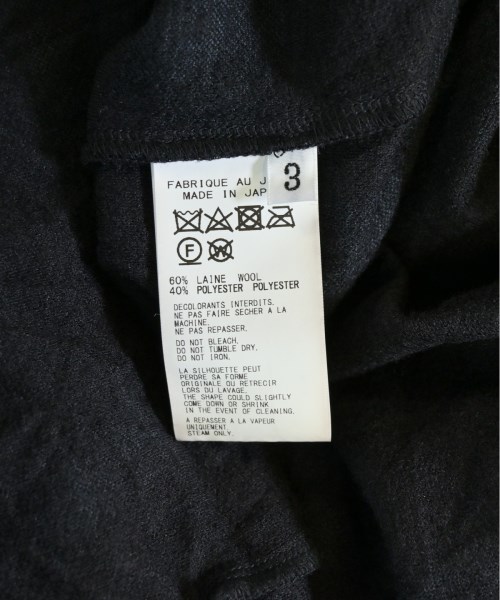 FABRIQUE AU J
MADE IN JAP
3
F
W
60% LAINE WOOL
40% POLYESTER POLYESTER
DECOLORANTS INTERDITS.
NE PAS FAIRE SECHER A LA
MACHINE.
NE PAS REPASSER.
DO NOT BLEACH.
DO NOT TUMBLE DRY.
DO NOT IRON.
LA SILHOUETTE PEUT
PERDRE SA FORME
ORIGINALE OU RETRECIR
LORS DU LAVAGE.
THE SHAPE COULD SLIGHTLY
COME DOWN OR SHRINK
IN THE EVENT OF CLEANING.
A REPASSER A LA VAPEUR
UNIQUEMENT.
STEAM ONLY.